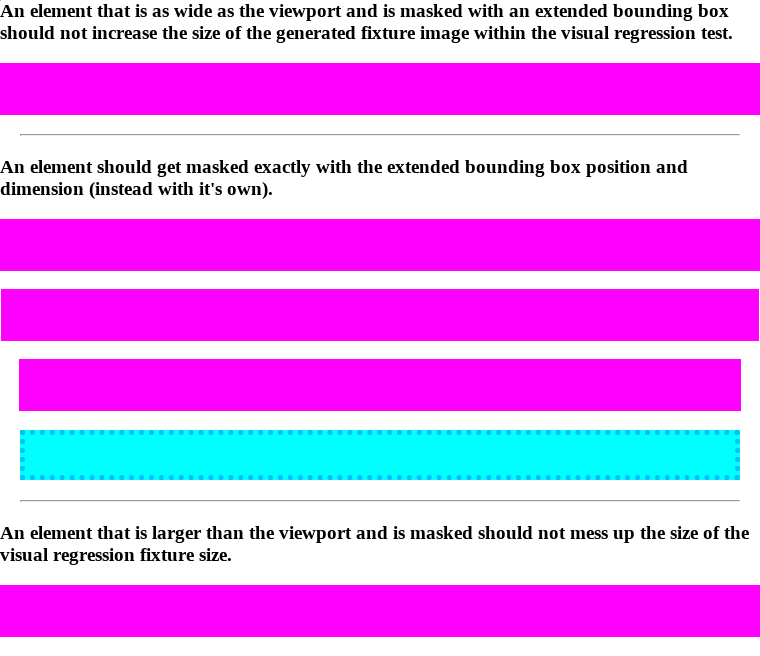 An element that is as wide as the viewport and is masked with an extended bounding box
should not increase the size of the generated fixture image within the visual regression test.
An element should get masked exactly with the extended bounding box position and
dimension (instead with it's own).
An element that is larger than the viewport and is masked should not mess up the size of the
visual regression fixture size.